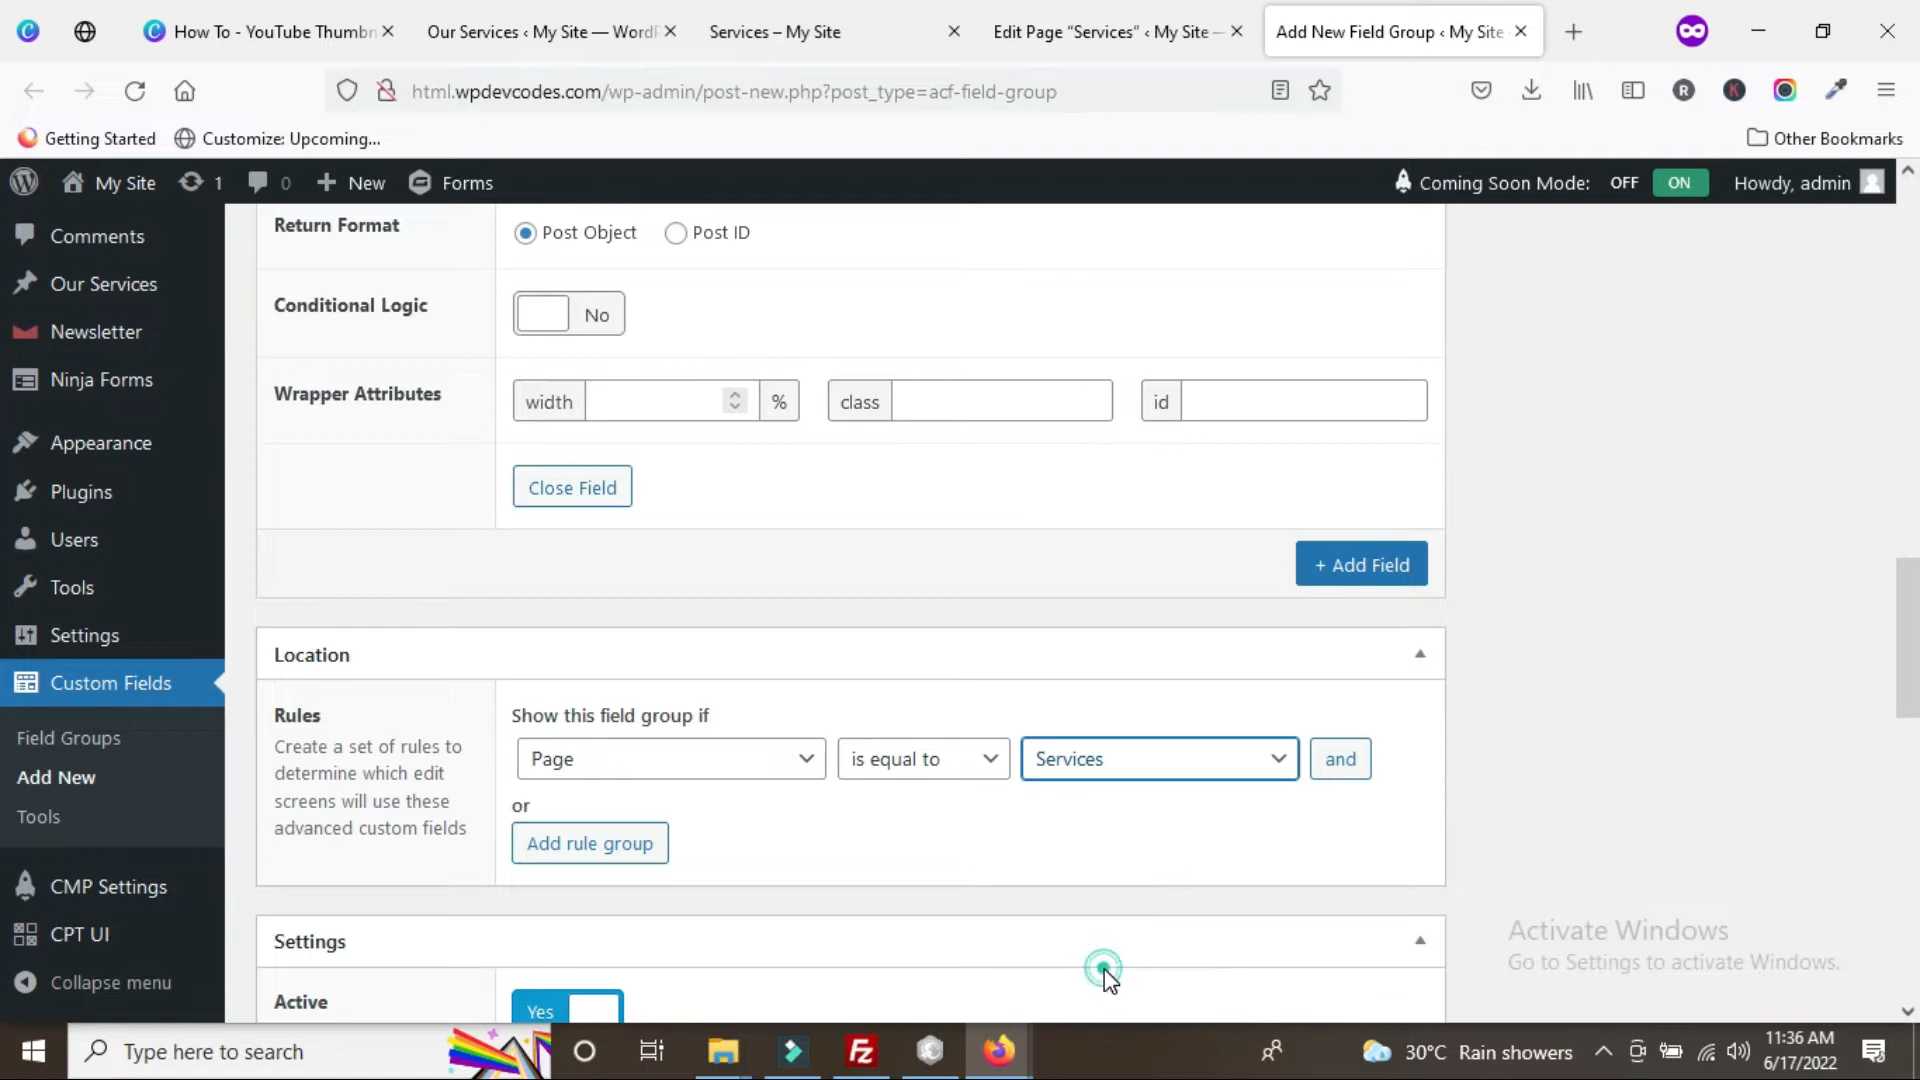 How To - YouTube Thumbn
Our Services ‹ My Site — WordP
Services – My Site
Edit Page “Services” ‹ My Site —
Add New Field Group ‹ My Site
html.wpdevcodes.com/wp-admin/post-new.php?post_type=acf-field-group
Getting Started
Customize: Upcoming...
Other Bookmarks
My Site
1
0
New
Forms
Coming Soon Mode:
OFF
ON
Howdy, admin
Comments
Our Services
Newsletter
Ninja Forms
Appearance
Plugins
Users
Tools
Settings
Custom Fields
Field Groups
Add New
Tools
CMP Settings
CPT UI
Collapse menu
Return Format
Post Object
Post ID
Conditional Logic
No
Wrapper Attributes
width
%
class
id
Close Field
+ Add Field
Location
Rules
Create a set of rules to
determine which edit
screens will use these
advanced custom fields
Show this field group if
Page
is equal to
Services
and
or
Add rule group
Settings
Active
Yes
Activate Windows
Go to Settings to activate Windows.
Type here to search
30°C Rain showers
11:36 AM
6/17/2022